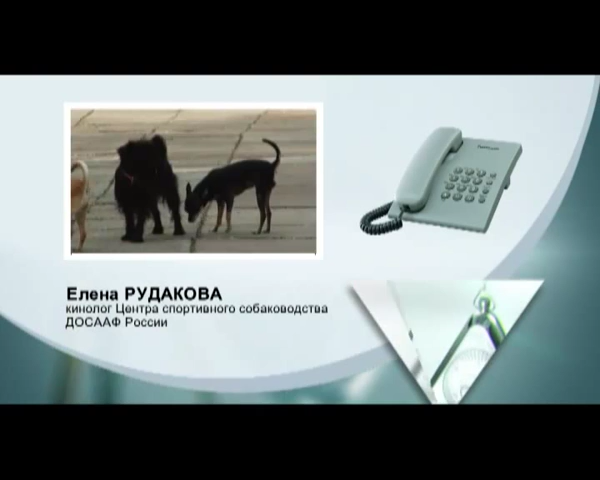 Елена РУДАКОВА
кинолог Центра спортивного собаководства
ДОСААФ России